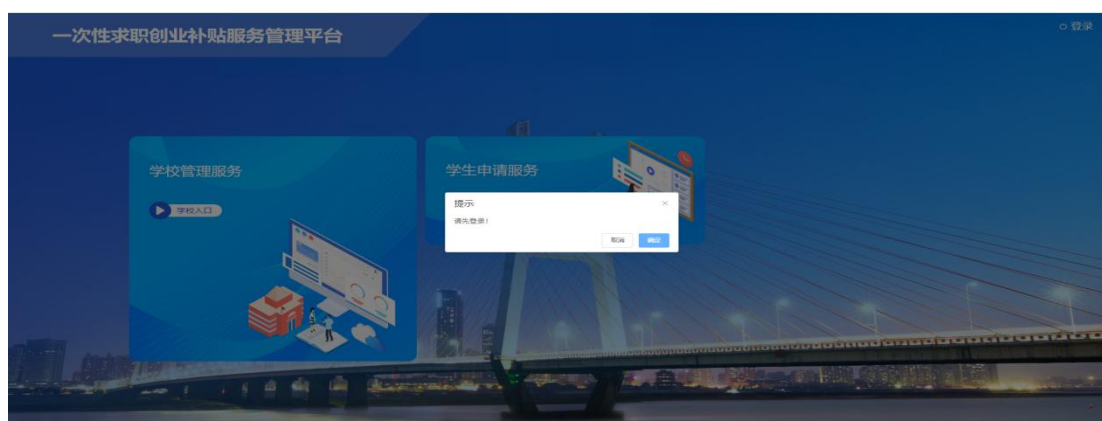 一次性求职创业补贴服务管理平台
登录
学校管理服务
学校入口
学生申请服务
提示
请先登录!
取消
确定